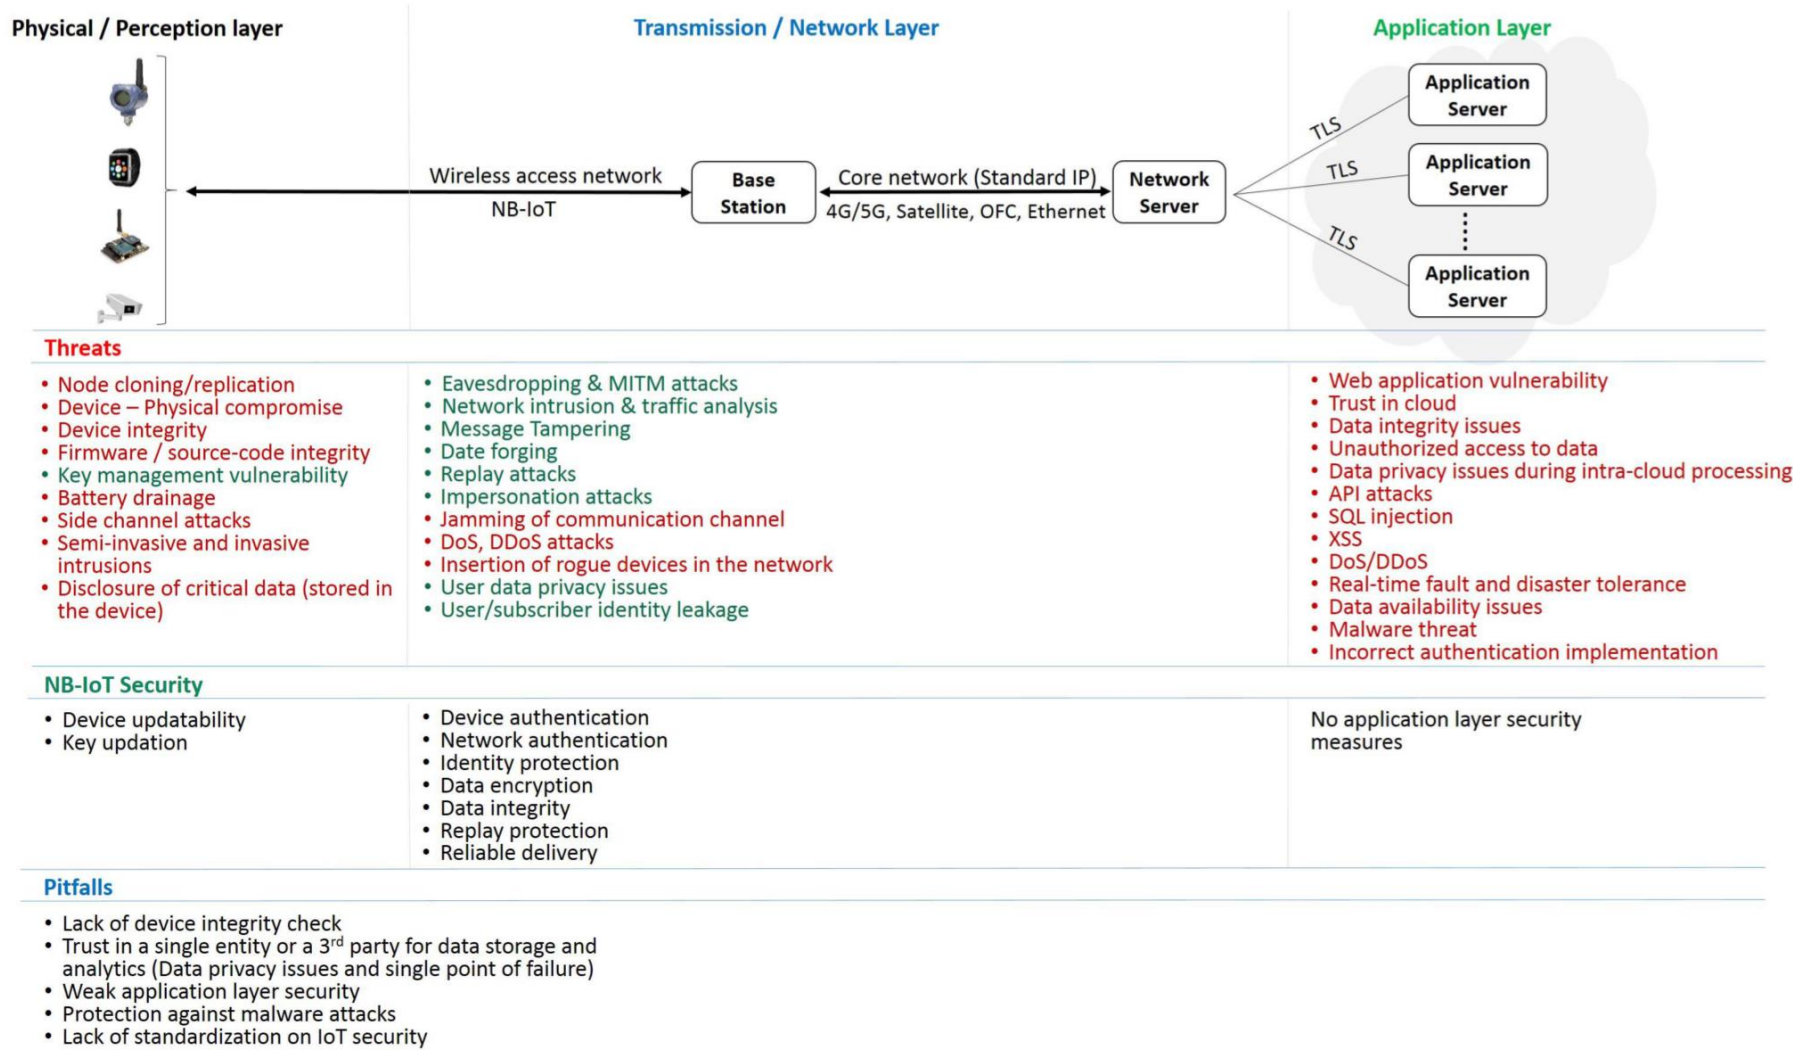 Physical / Perception layer
Transmission / Network Layer
Application Layer
Application
Server
TLS
Application
Server
TLS
Application
Server
TLS
Wireless access network
NB-IoT
Base
Station
Core network (Standard IP)
4G/5G, Satellite, OFC, Ethernet
Network
Server
Threats
• Node cloning/replication
• Device – Physical compromise
• Device integrity
• Firmware / source-code integrity
• Key management vulnerability
• Battery drainage
• Side channel attacks
• Semi-invasive and invasive
intrusions
• Disclosure of critical data (stored in
the device)
• Eavesdropping & MITM attacks
• Network intrusion & traffic analysis
• Message Tampering
• Date forging
• Replay attacks
• Impersonation attacks
• Jamming of communication channel
• DoS, DDoS attacks
• Insertion of rogue devices in the network
• User data privacy issues
• User/subscriber identity leakage
• Web application vulnerability
• Trust in cloud
• Data integrity issues
• Unauthorized access to data
• Data privacy issues during intra-cloud processing
• API attacks
• SQL injection
• XSS
• DoS/DDoS
• Real-time fault and disaster tolerance
• Data availability issues
• Malware threat
• Incorrect authentication implementation
NB-IoT Security
• Device updatability
• Key updation
• Device authentication
• Network authentication
• Identity protection
• Data encryption
• Data integrity
• Replay protection
• Reliable delivery
No application layer security
measures
Pitfalls
• Lack of device integrity check
• Trust in a single entity or a 3rd party for data storage and
analytics (Data privacy issues and single point of failure)
• Weak application layer security
• Protection against malware attacks
• Lack of standardization on IoT security